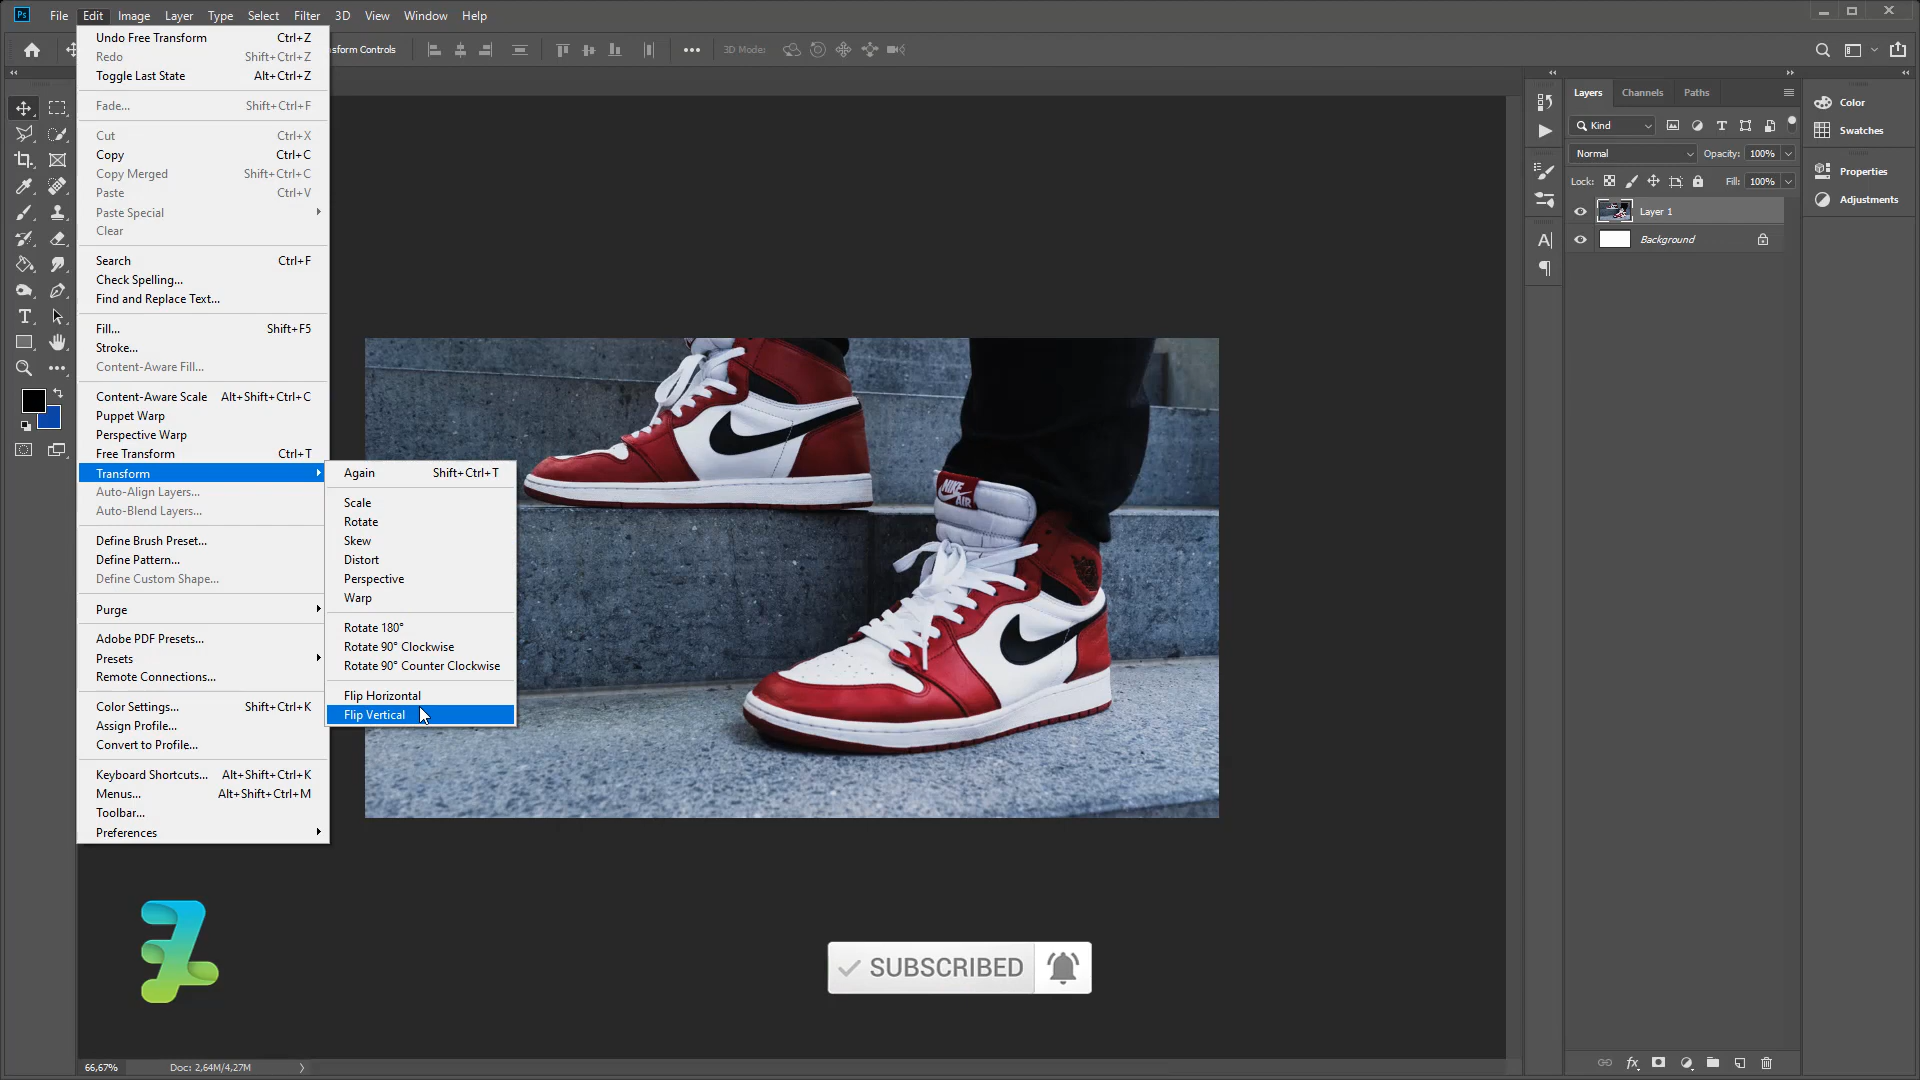 Ps File Edit Image Layer Type Select Filter 3D View Window Help
nsform Controls 3D Mode:
Undo Free Transform Ctrl+Z
Redo Shift+Ctrl+Z
Toggle Last State Alt+Ctrl+Z
Fade... Shift+Ctrl+F
Cut Ctrl+X
Copy Ctrl+C
Copy Merged Shift+Ctrl+C
Paste Ctrl+V
Paste Special
Clear
Search Ctrl+F
Check Spelling...
Find and Replace Text...
Fill... Shift+F5
Stroke...
Content-Aware Fill...
Content-Aware Scale Alt+Shift+Ctrl+C
Puppet Warp
Perspective Warp
Free Transform Ctrl+T
Transform
Auto-Align Layers...
Auto-Blend Layers...
Define Brush Preset...
Define Pattern...
Define Custom Shape...
Purge
Adobe PDF Presets...
Presets
Remote Connections...
Color Settings... Shift+Ctrl+K
Assign Profile...
Convert to Profile...
Keyboard Shortcuts... Alt+Shift+Ctrl+K
Menus... Alt+Shift+Ctrl+M
Toolbar...
Preferences
Again Shift+Ctrl+T
Scale
Rotate
Skew
Distort
Perspective
Warp
Rotate 180°
Rotate 90° Clockwise
Rotate 90° Counter Clockwise
Flip Horizontal
Flip Vertical
NIKE
AIR
Layers Channels Paths
Kind
Normal Opacity: 100%
Lock: Fill: 100%
Layer 1
Background
Color
Swatches
Properties
Adjustments
SUBSCRIBED
66,67% Doc: 2,64M/4,27M